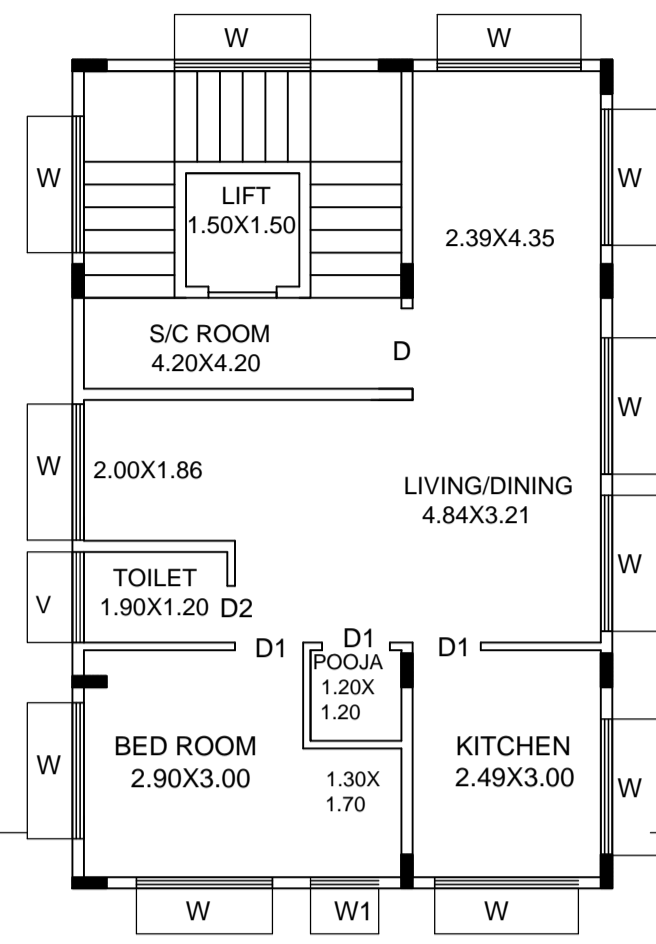 W
W
W
W
LIFT
1.50X1.50
2.39X4.35
S/C ROOM
4.20X4.20
D
W
W
2.00X1.86
LIVING/DINING
4.84X3.21
W
TOILET
1.90X1.20
D2
V
D1
D1
D1
POOJA
1.20X
1.20
BED ROOM
2.90X3.00
KITCHEN
2.49X3.00
W
1.30X
1.70
W
W
W1
W